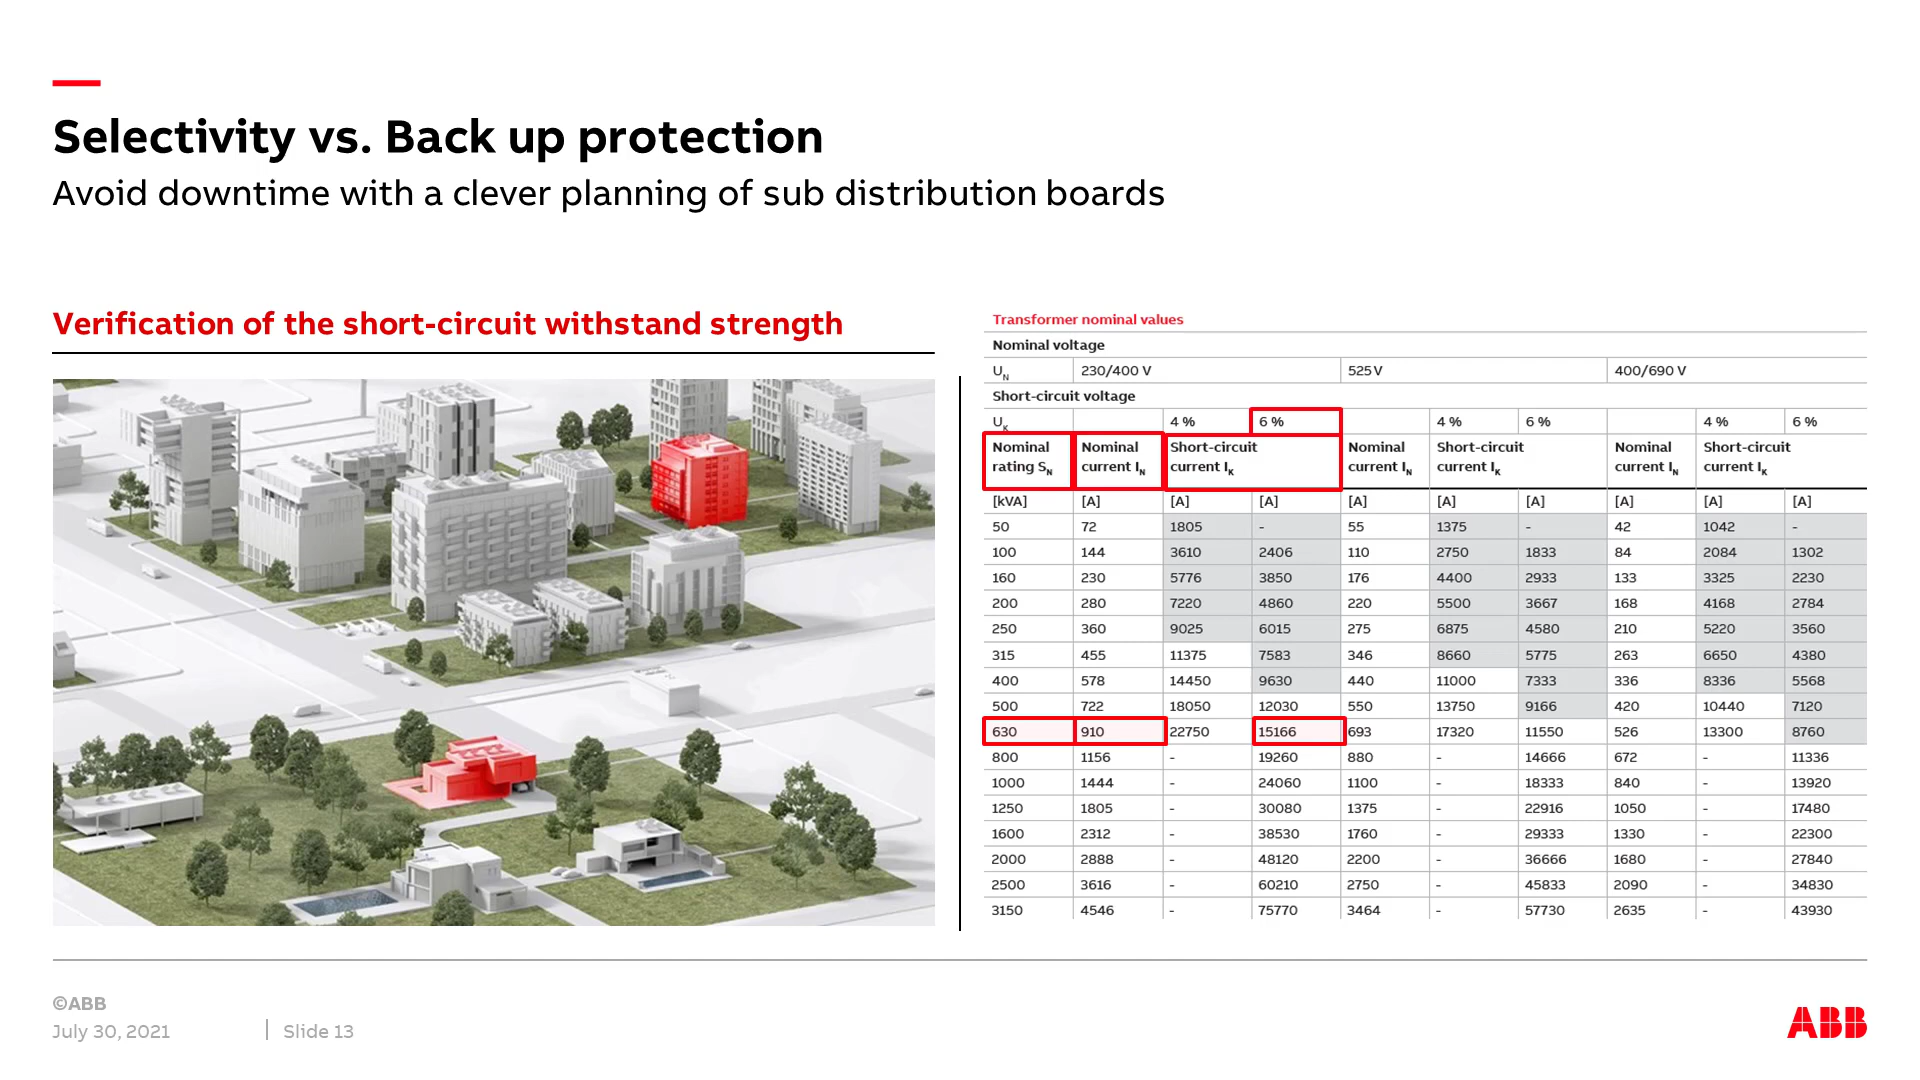 Selectivity vs. Back up protection
Avoid downtime with a clever planning of sub distribution boards
Verification of the short-circuit withstand strength
Transformer nominal values
Nominal voltage
UN 230/400 V 525 V 400/690 V
Short-circuit voltage
UK 4 % 6 % 4 % 6 % 4 % 6 %
Nominal Nominal Short-circuit Nominal Short-circuit Nominal Short-circuit
rating SN current IN current IK current IN current IK current IN current IK
[kVA] [A] [A] [A] [A] [A] [A] [A] [A] [A]
50 72 1805 - 55 1375 - 42 1042 -
100 144 3610 2406 110 2750 1833 84 2084 1302
160 230 5776 3850 176 4400 2933 133 3325 2230
200 280 7220 4860 220 5500 3667 168 4168 2784
250 360 9025 6015 275 6875 4580 210 5220 3560
315 455 11375 7583 346 8660 5775 263 6650 4380
400 578 14450 9630 440 11000 7333 336 8336 5568
500 722 18050 12030 550 13750 9166 420 10440 7120
630 910 22750 15166 693 17320 11550 526 13300 8760
800 1156 - 19260 880 - 14666 672 - 11336
1000 1444 - 24060 1100 - 18333 840 - 13920
1250 1805 - 30080 1375 - 22916 1050 - 17480
1600 2312 - 38530 1760 - 29333 1330 - 22300
2000 2888 - 48120 2200 - 36666 1680 - 27840
2500 3616 - 60210 2750 - 45833 2090 - 34830
3150 4546 - 75770 3464 - 57730 2635 - 43930
©ABB
July 30, 2021 Slide 13
ABB